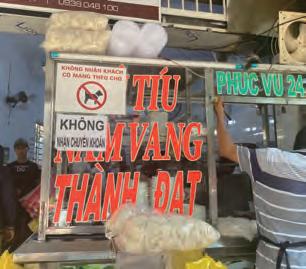 0939 048 100
KHÔNG NHẬN KHÁCH
CÓ MANG THEO CHÓ
TÍU
PHỤC VỤ 24
KHÔNG
NHẬN CHUYỂN KHOẢN
NAM VANG
THÀNH ĐẠT